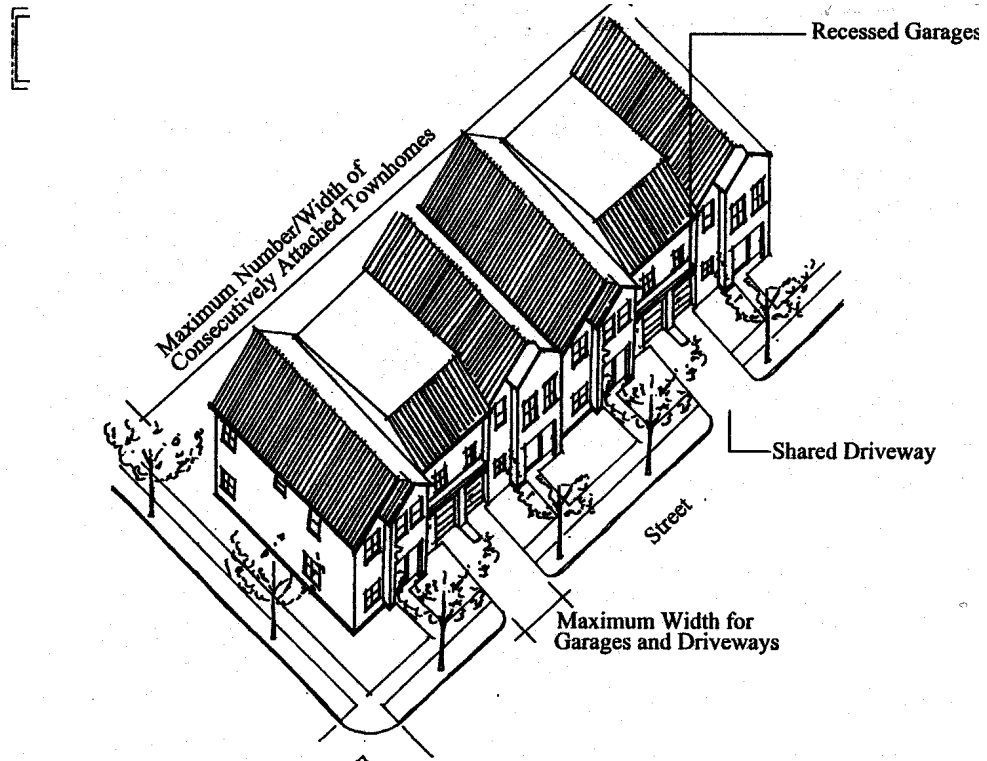 Recessed Garages
Maximum Number/Width of
Consecutively Attached Townhomes
Shared Driveway
Street
Maximum Width for
Garages and Driveways